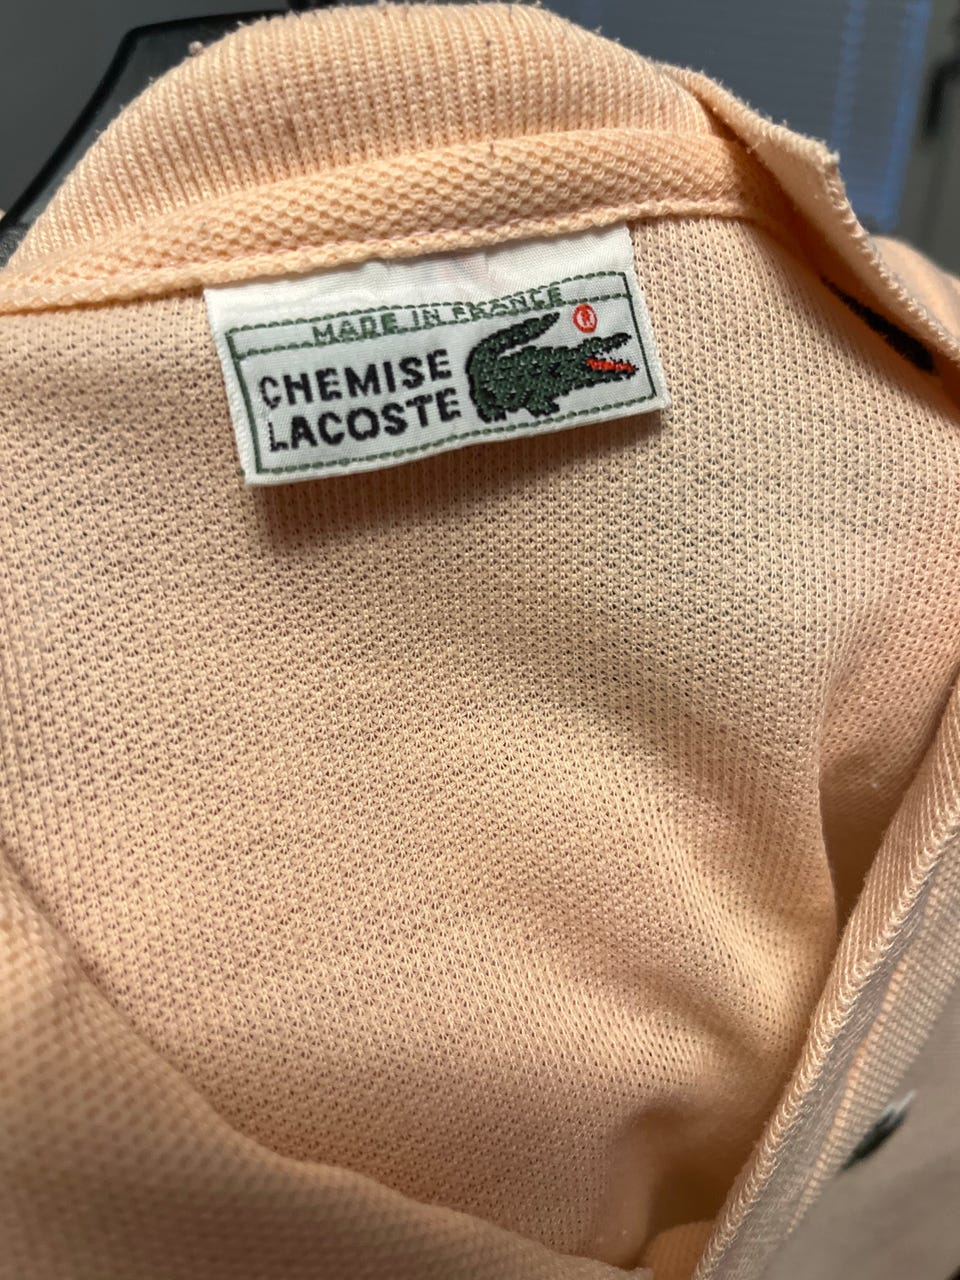 MADE IN FRANCE
®
CHEMISE
LACOSTE